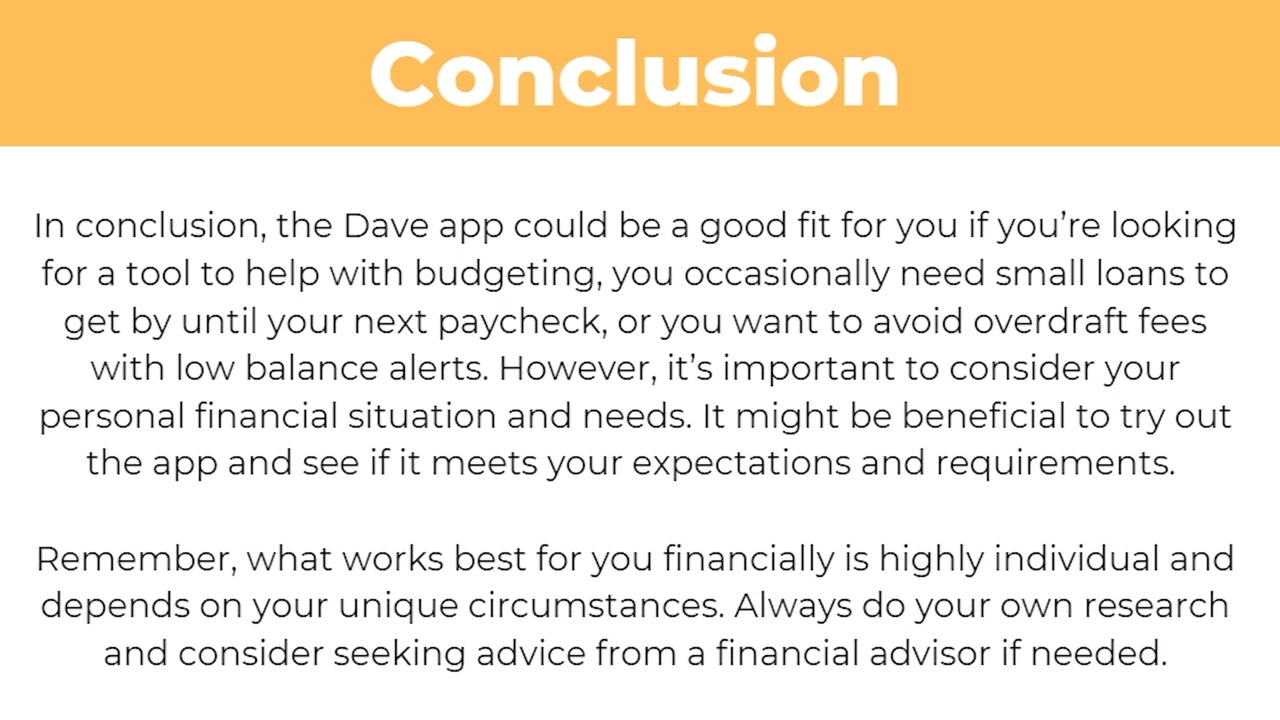 Conclusion
In conclusion, the Dave app could be a good fit for you if you’re looking
for a tool to help with budgeting, you occasionally need small loans to
get by until your next paycheck, or you want to avoid overdraft fees
with low balance alerts. However, it’s important to consider your
personal financial situation and needs. It might be beneficial to try out
the app and see if it meets your expectations and requirements.
Remember, what works best for you financially is highly individual and
depends on your unique circumstances. Always do your own research
and consider seeking advice from a financial advisor if needed.